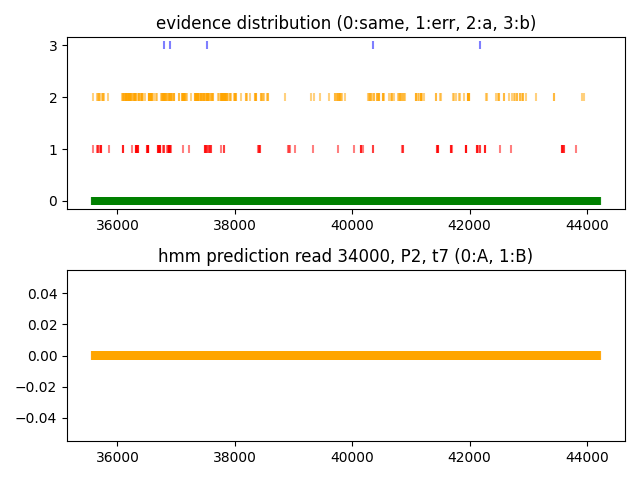 evidence distribution (0:same, 1:err, 2:a, 3:b)
3
2
1
0
36000 38000 40000 42000 44000
hmm prediction read 34000, P2, t7 (0:A, 1:B)
0.04
0.02
0.00
−0.02
−0.04
36000 38000 40000 42000 44000